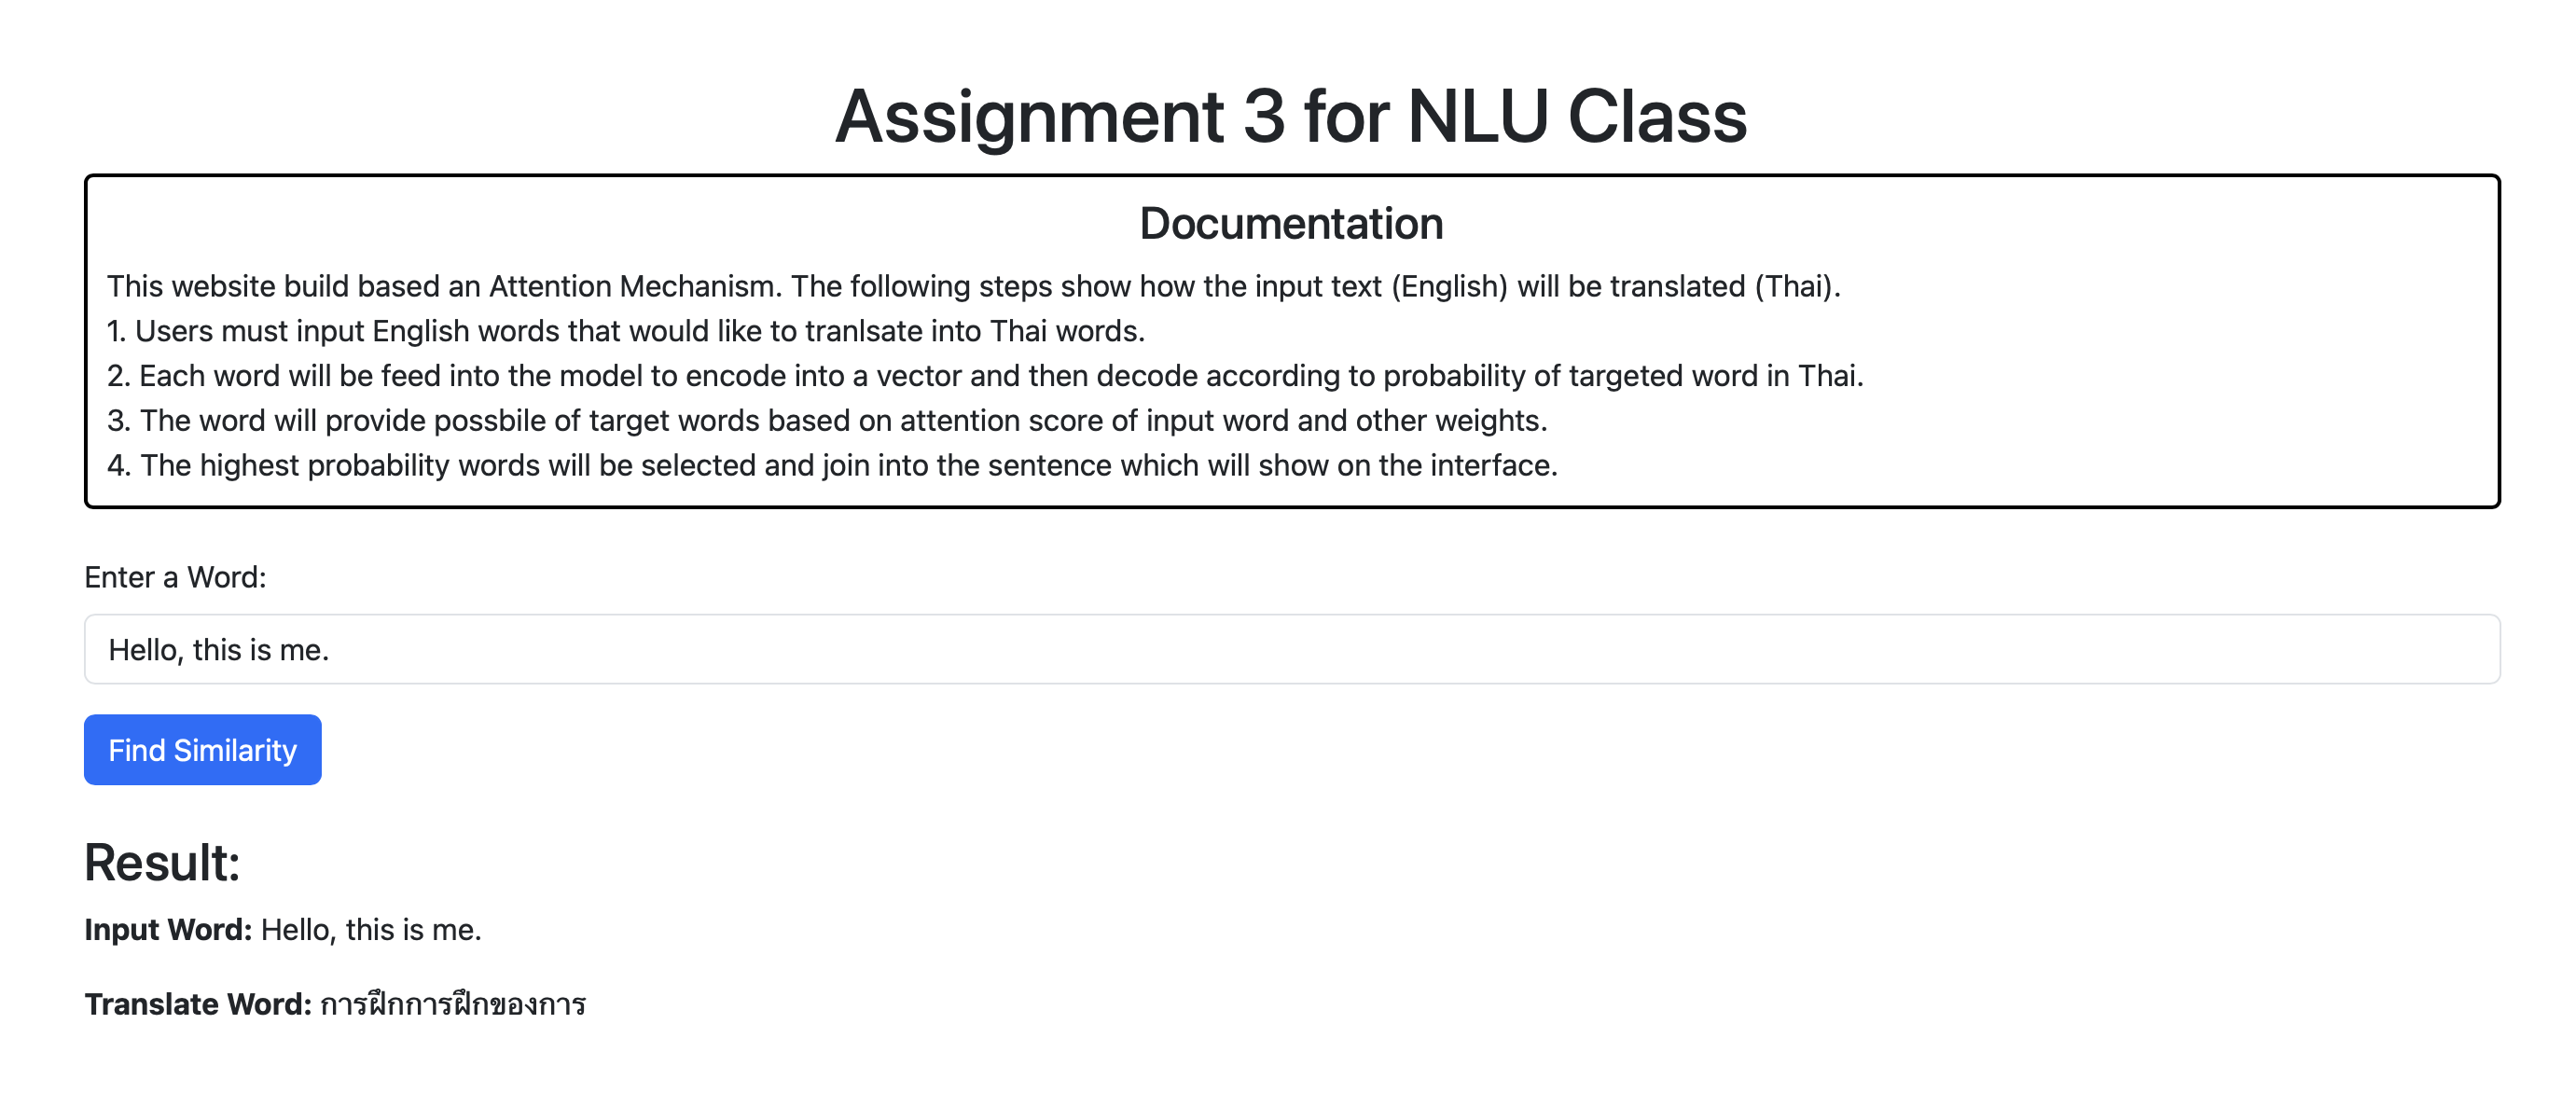 Assignment 3 for NLU Class
Documentation
This website build based an Attention Mechanism. The following steps show how the input text (English) will be translated (Thai).
1. Users must input English words that would like to tranlsate into Thai words.
2. Each word will be feed into the model to encode into a vector and then decode according to probability of targeted word in Thai.
3. The word will provide possbile of target words based on attention score of input word and other weights.
4. The highest probability words will be selected and join into the sentence which will show on the interface.
Enter a Word:
Hello, this is me.
Find Similarity
Result:
Input Word: Hello, this is me.
Translate Word: การฝึกการฝึกของการ